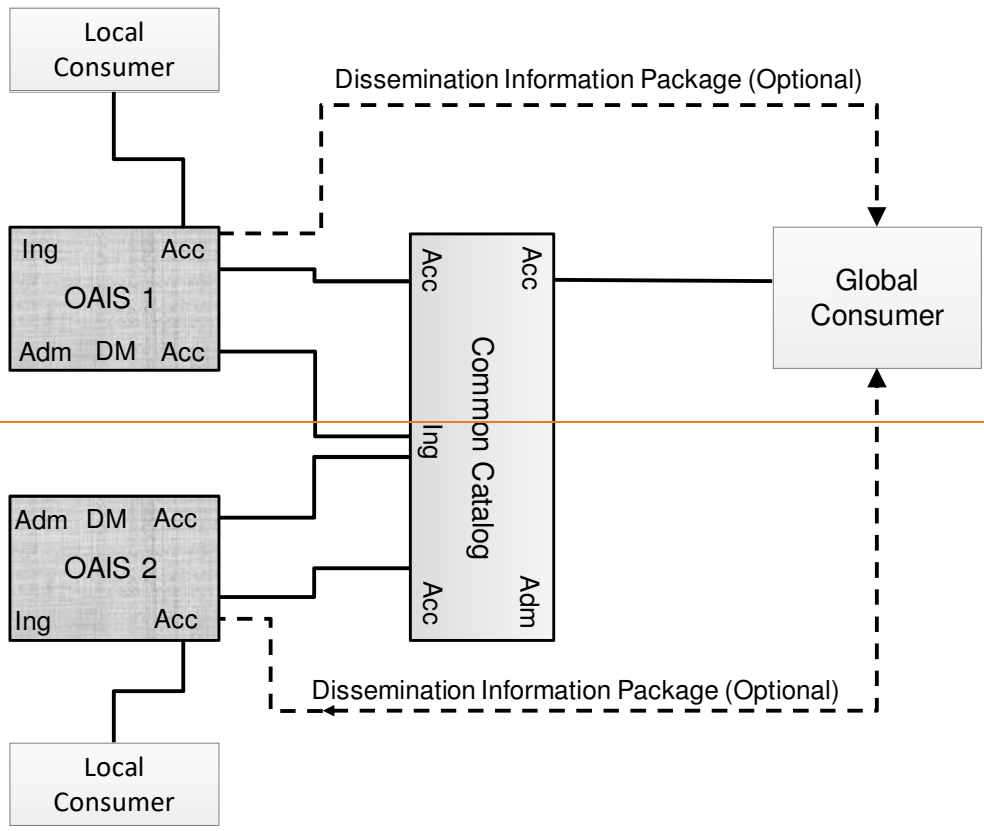 Local
Consumer
Dissemination Information Package (Optional)
Ing
Acc
OAIS 1
Adm
DM
Acc
Acc
Acc
Common Catalog
Ing
Acc
Adm
Global
Consumer
Adm
DM
Acc
OAIS 2
Ing
Acc
Dissemination Information Package (Optional)
Local
Consumer